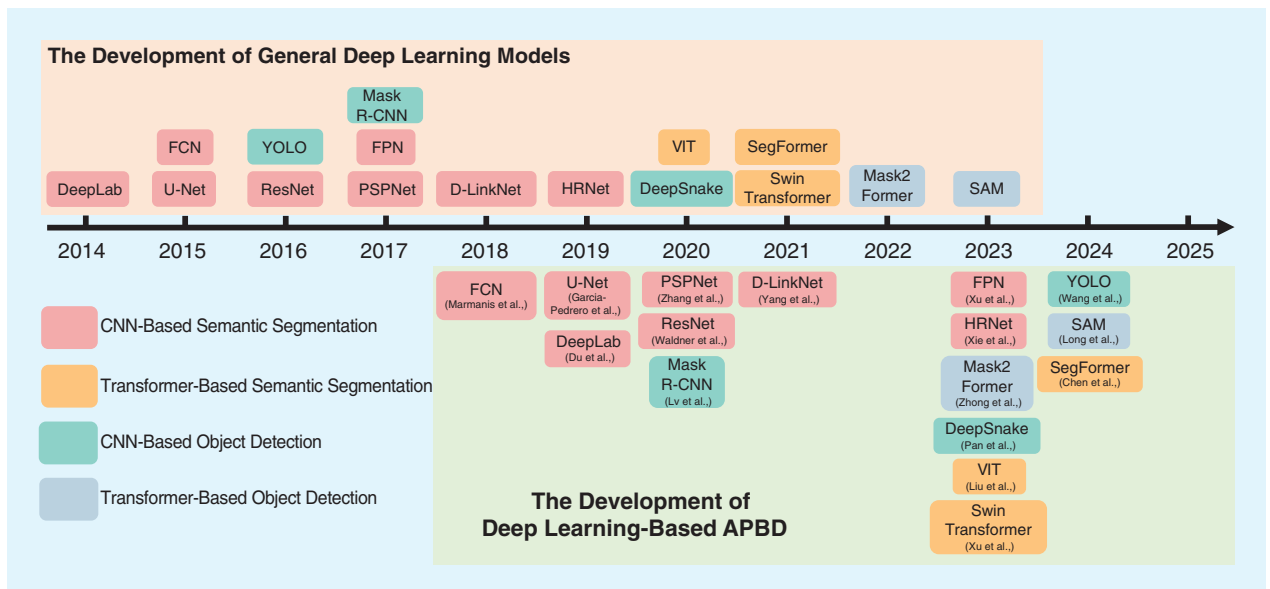 The Development of General Deep Learning Models
Mask
R-CNN
FCN
YOLO
FPN
VIT
SegFormer
DeepLab
U-Net
ResNet
PSPNet
D-LinkNet
HRNet
DeepSnake
Swin
Transformer
Mask2
Former
SAM
2014
2015
2016
2017
2018
2019
2020
2021
2022
2023
2024
2025
FCN
(Marmanis et al.,)
U-Net
(Garcia-
Pedrero et al.,)
DeepLab
(Du et al.,)
PSPNet
(Zhang et al.,)
ResNet
(Waldner et al.,)
Mask
R-CNN
(Lv et al.,)
D-LinkNet
(Yang et al.,)
FPN
(Xu et al.,)
HRNet
(Xie et al.,)
Mask2
Former
(Zhong et al.,)
DeepSnake
(Pan et al.,)
VIT
(Liu et al.,)
Swin
Transformer
(Xu et al.,)
YOLO
(Wang et al.,)
SAM
(Long et al.,)
SegFormer
(Chen et al.,)
CNN-Based Semantic Segmentation
Transformer-Based Semantic Segmentation
CNN-Based Object Detection
Transformer-Based Object Detection
The Development of
Deep Learning-Based APBD